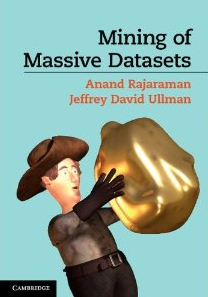 Mining of
Massive Datasets
Anand Rajaraman
Jeffrey David Ullman
CAMBRIDGE